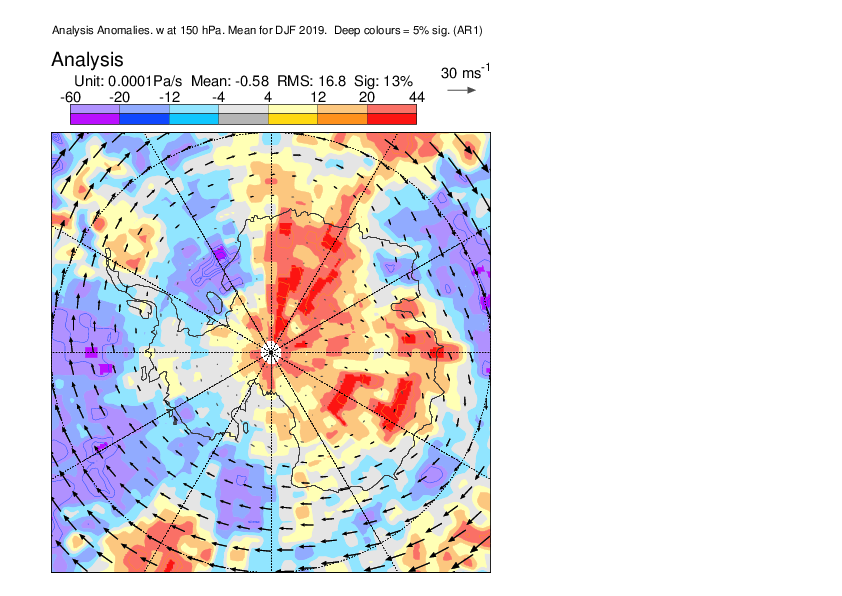 Analysis Anomalies. w at 150 hPa. Mean for DJF 2019. Deep colours = 5% sig. (AR1)
Analysis
30 ms-1
Unit: 0.0001Pa/s Mean: -0.58 RMS: 16.8 Sig: 13%
-60 -20 -12 -4 4 12 20 44